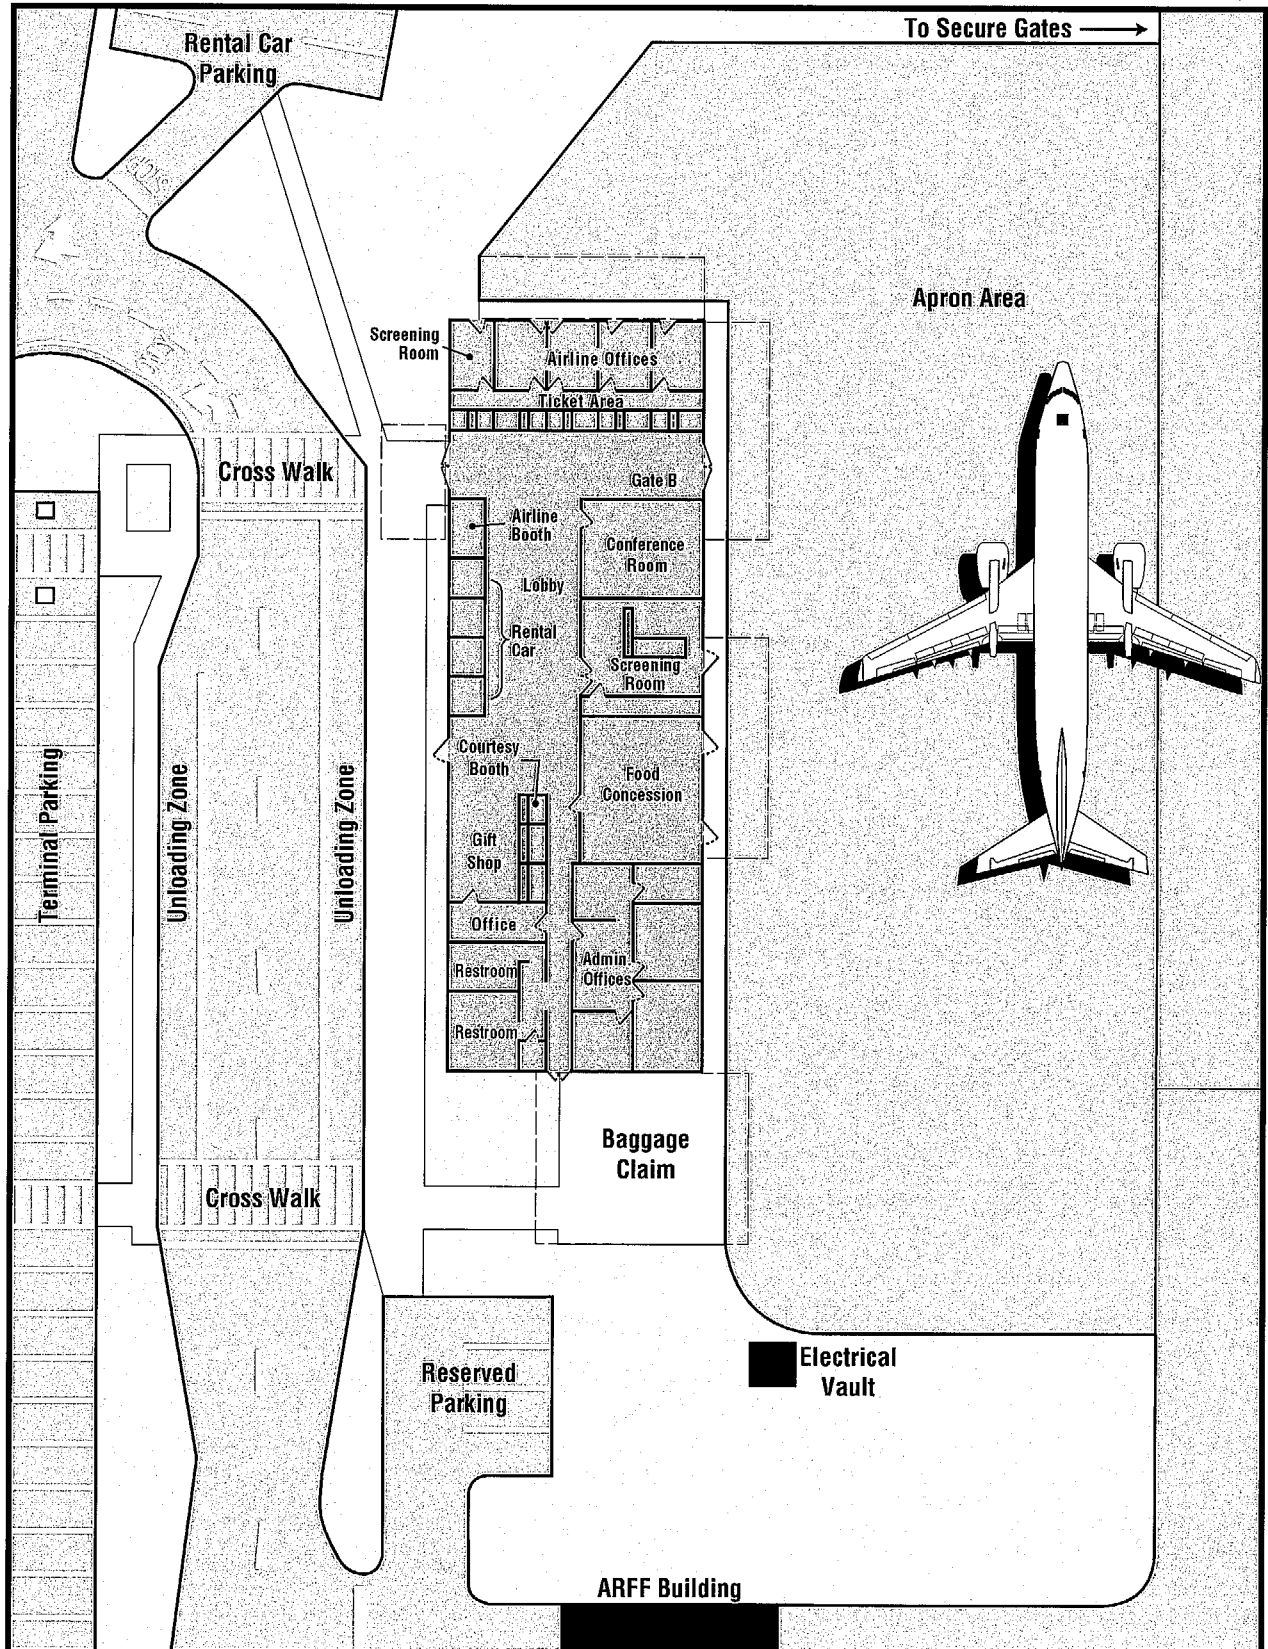 To Secure Gates
Rental Car
Parking
STOP
Apron Area
Screening
Room
Airline Offices
Ticket Area
Cross Walk
Gate B
Airline
Booth
Conference
Room
Lobby
Rental
Car
Screening
Room
Courtesy
Booth
Food
Concession
Terminal Parking
Unloading Zone
Unloading Zone
Gift
Shop
Office
Admin
Offices
Restroom
Restroom
Baggage
Claim
Cross Walk
Electrical
Vault
Reserved
Parking
ARFF Building